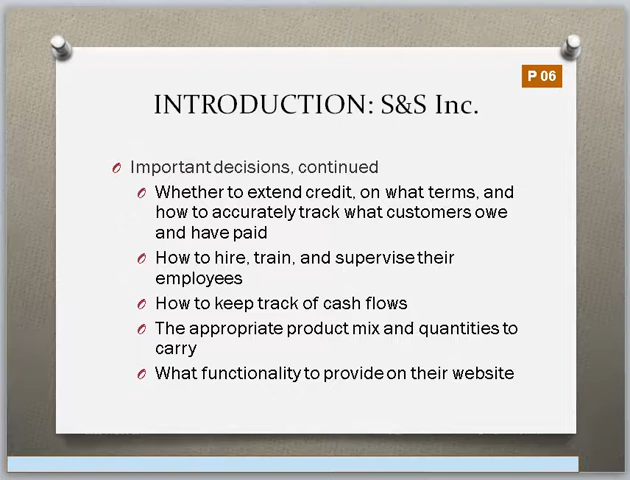 P 06
INTRODUCTION: S&S Inc.
Important decisions, continued
Whether to extend credit, on what terms, and
how to accurately track what customers owe
and have paid
How to hire, train, and supervise their
employees
How to keep track of cash flows
The appropriate product mix and quantities to
carry
What functionality to provide on their website